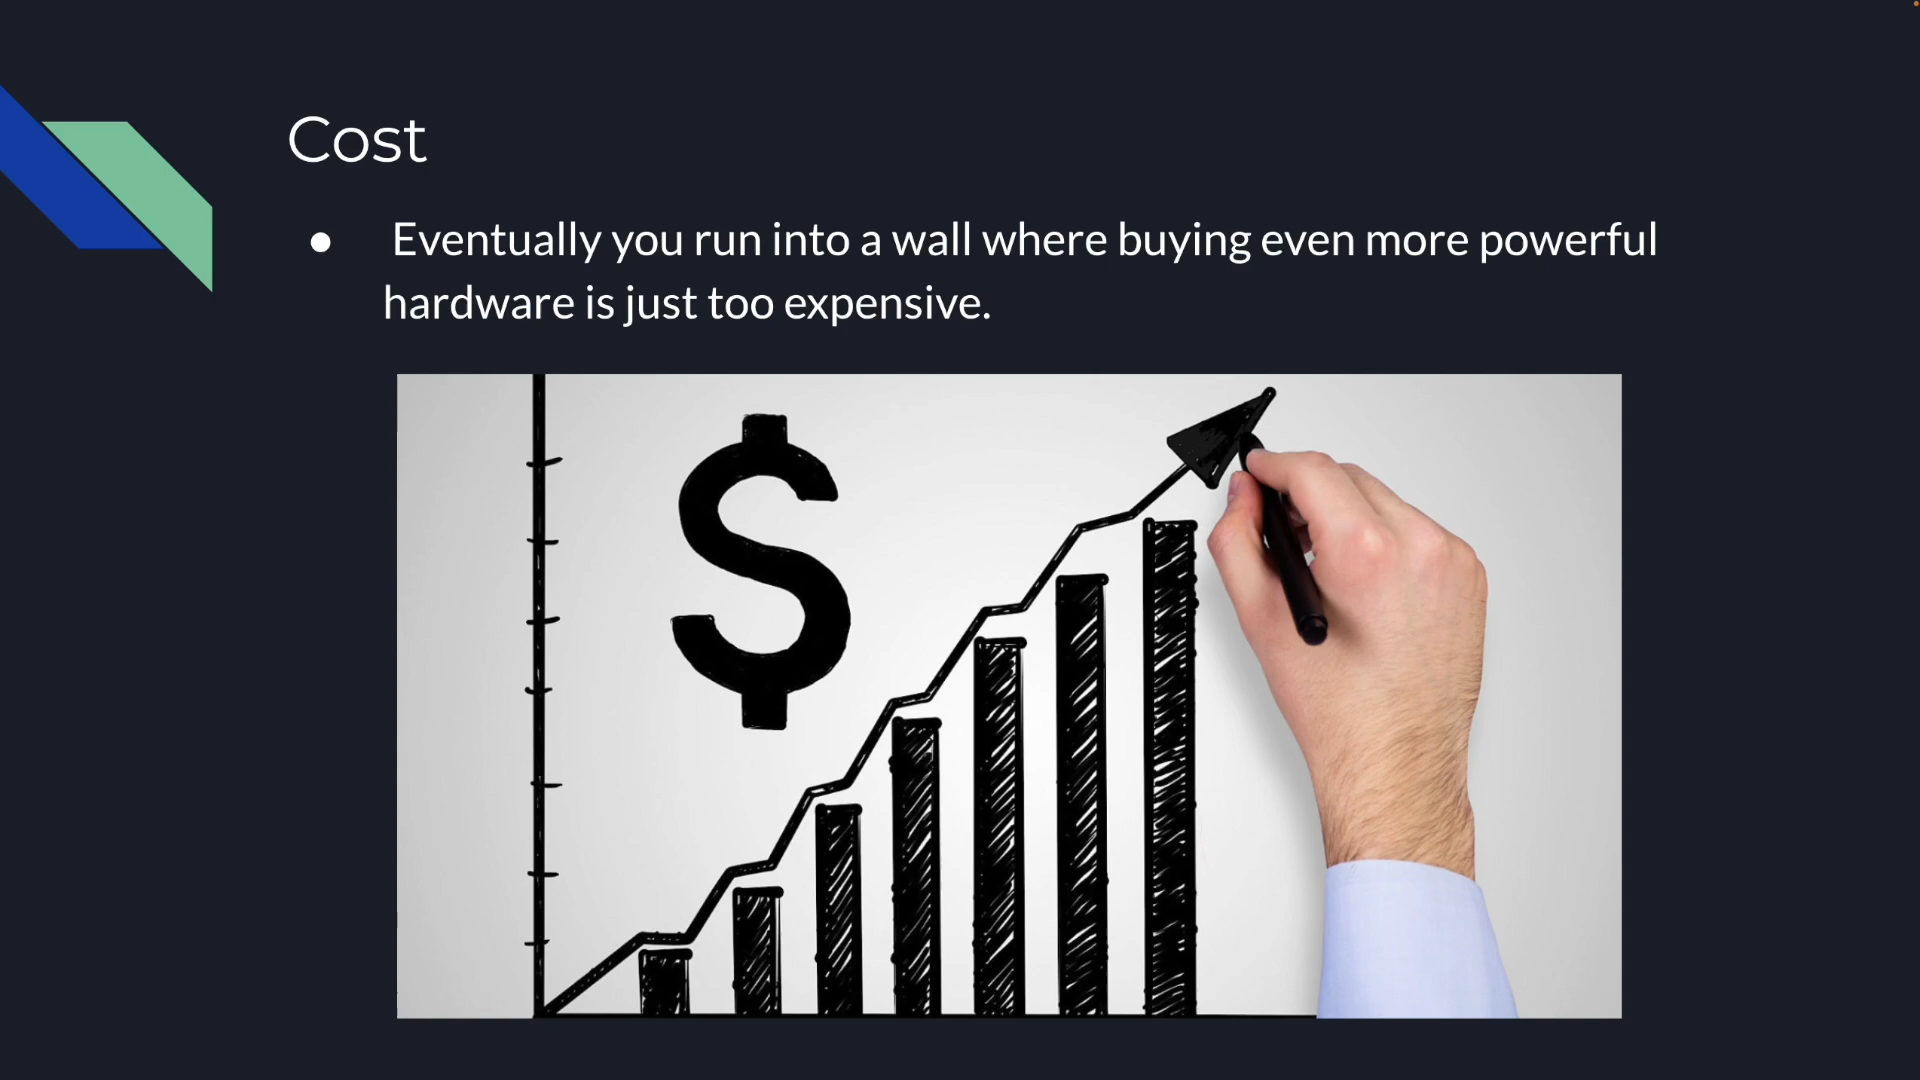 Cost
● Eventually you run into a wall where buying even more powerful
hardware is just too expensive.
$